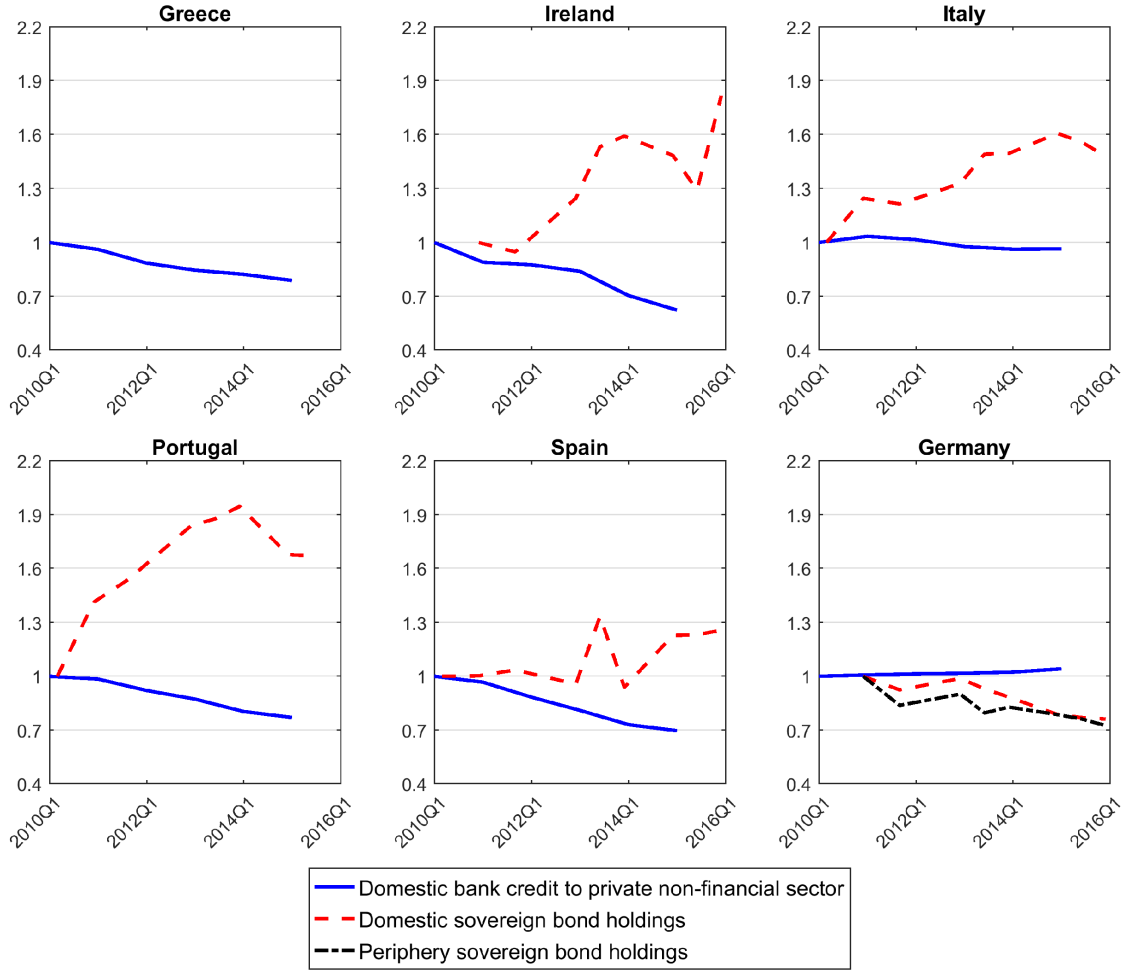 Greece
Ireland
Italy
2.2
1.9
1.6
1.3
1
0.7
0.4
2010Q1
2012Q1
2014Q1
2016Q1
2.2
1.9
1.6
1.3
1
0.7
0.4
2010Q1
2012Q1
2014Q1
2016Q1
2.2
1.9
1.6
1.3
1
0.7
0.4
2010Q1
2012Q1
2014Q1
2016Q1
Portugal
Spain
Germany
2.2
1.9
1.6
1.3
1
0.7
0.4
2010Q1
2012Q1
2014Q1
2016Q1
2.2
1.9
1.6
1.3
1
0.7
0.4
2010Q1
2012Q1
2014Q1
2016Q1
2.2
1.9
1.6
1.3
1
0.7
0.4
2010Q1
2012Q1
2014Q1
2016Q1
Domestic bank credit to private non-financial sector
Domestic sovereign bond holdings
Periphery sovereign bond holdings